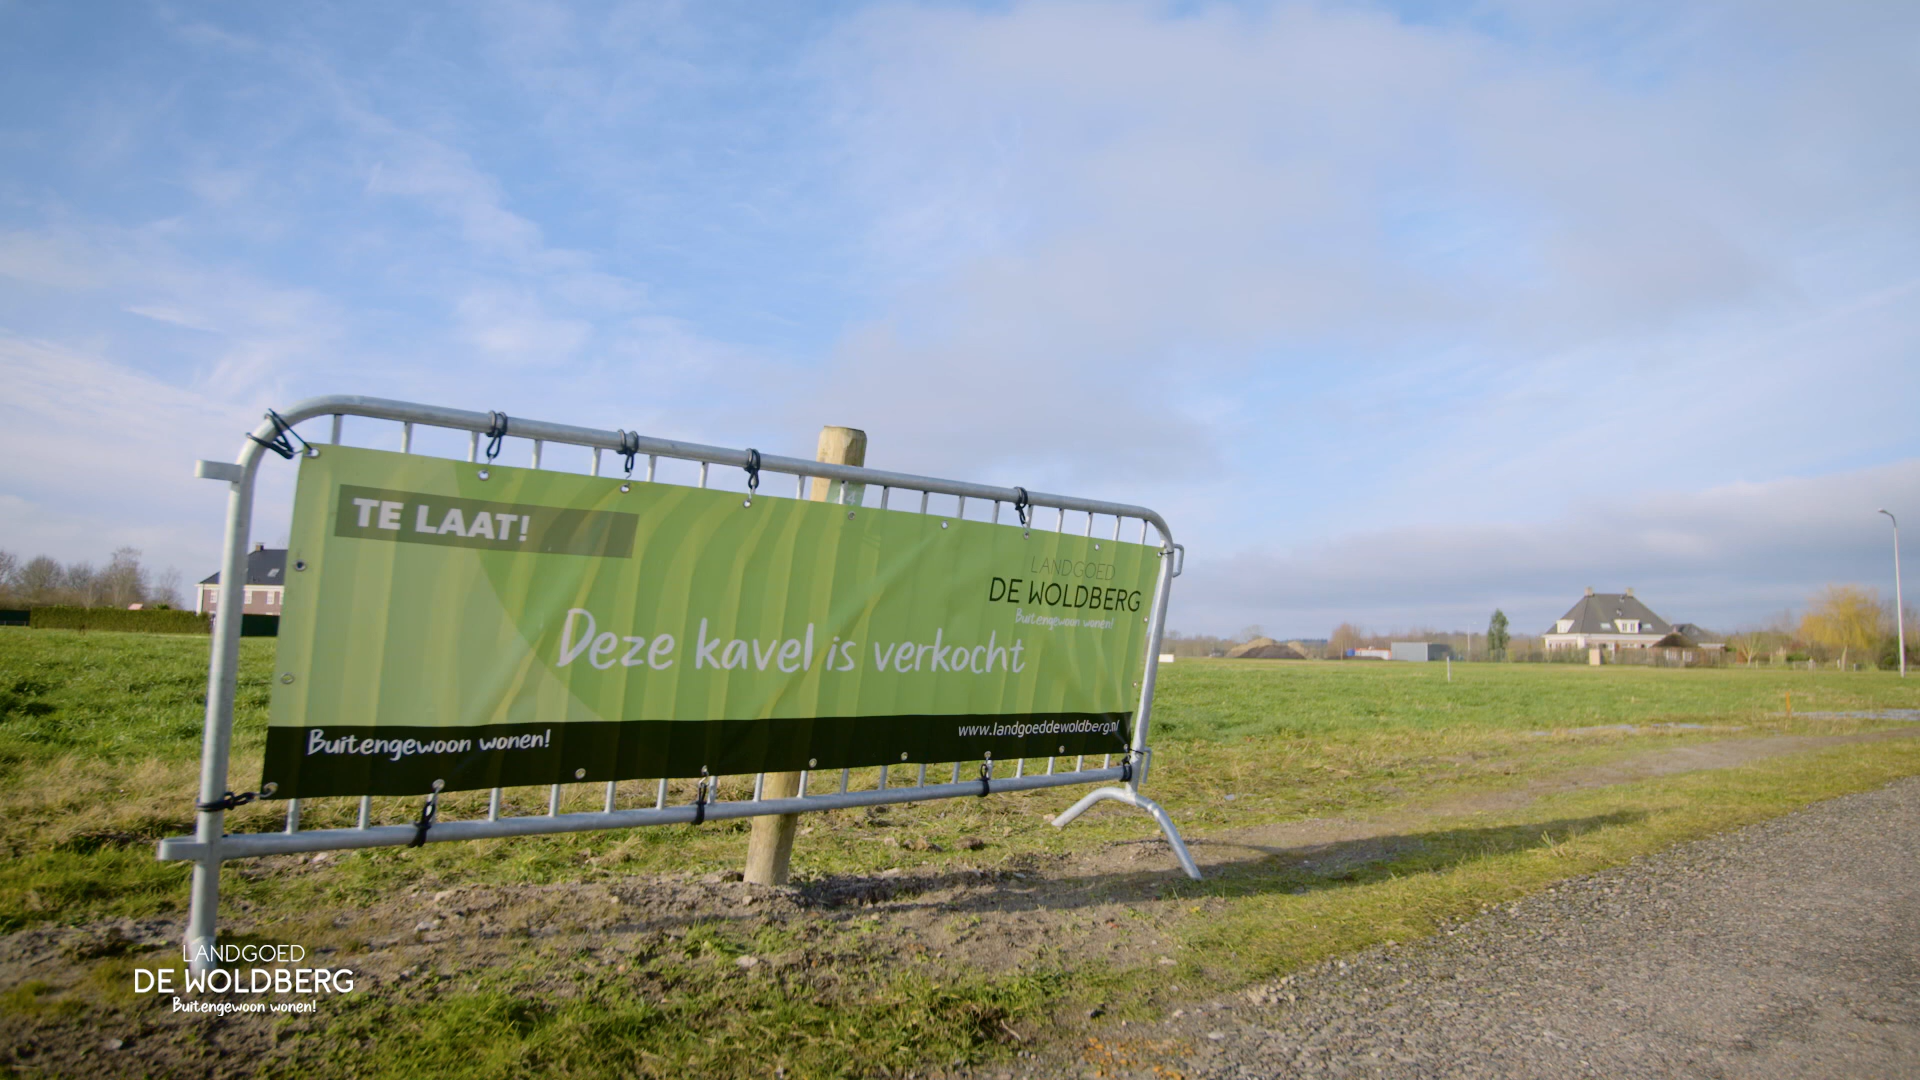 4
TE LAAT!
LANDGOED
DE WOLDBERG
Buitengewoon wonen!
Deze kavel is verkocht
Buitengewoon wonen!
www.landgoeddewoldberg.nl
LANDGOED
DE WOLDBERG
Buitengewoon wonen!